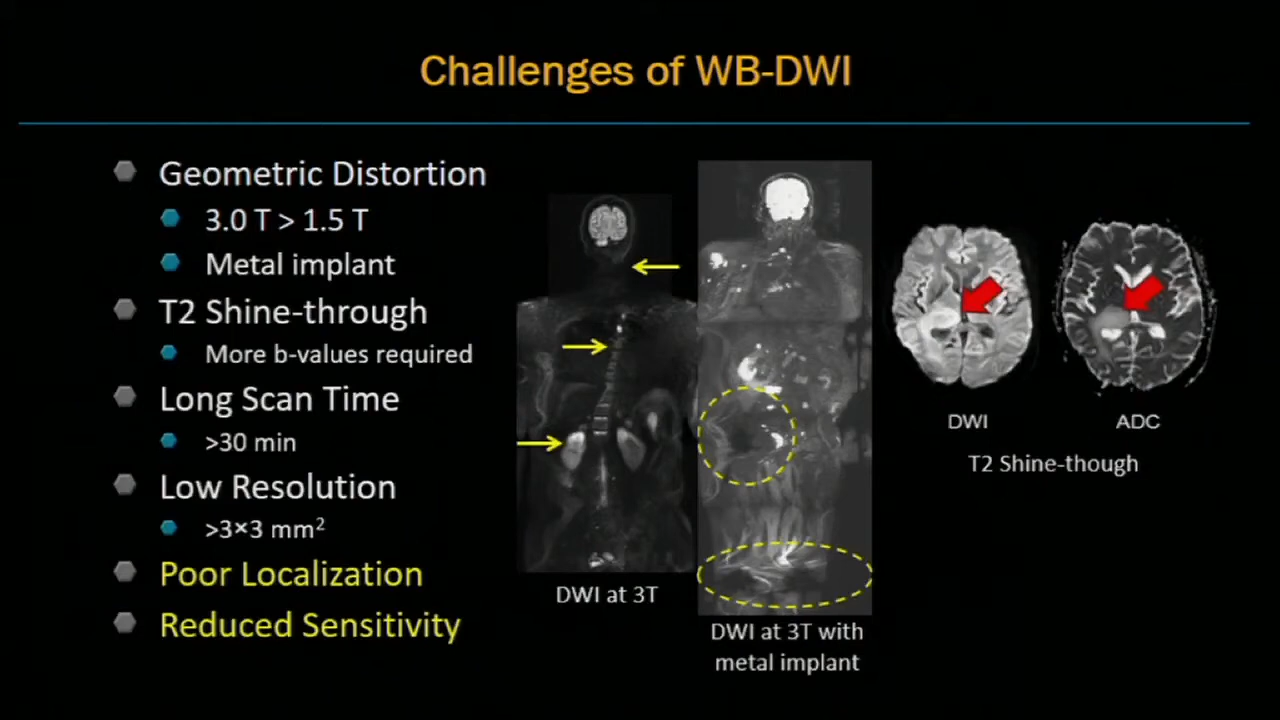 Challenges of WB-DWI
Geometric Distortion
3.0 T > 1.5 T
Metal implant
T2 Shine-through
More b-values required
Long Scan Time
>30 min
Low Resolution
>3×3 mm²
Poor Localization
Reduced Sensitivity
DWI at 3T
DWI at 3T with
metal implant
DWI
ADC
T2 Shine-though